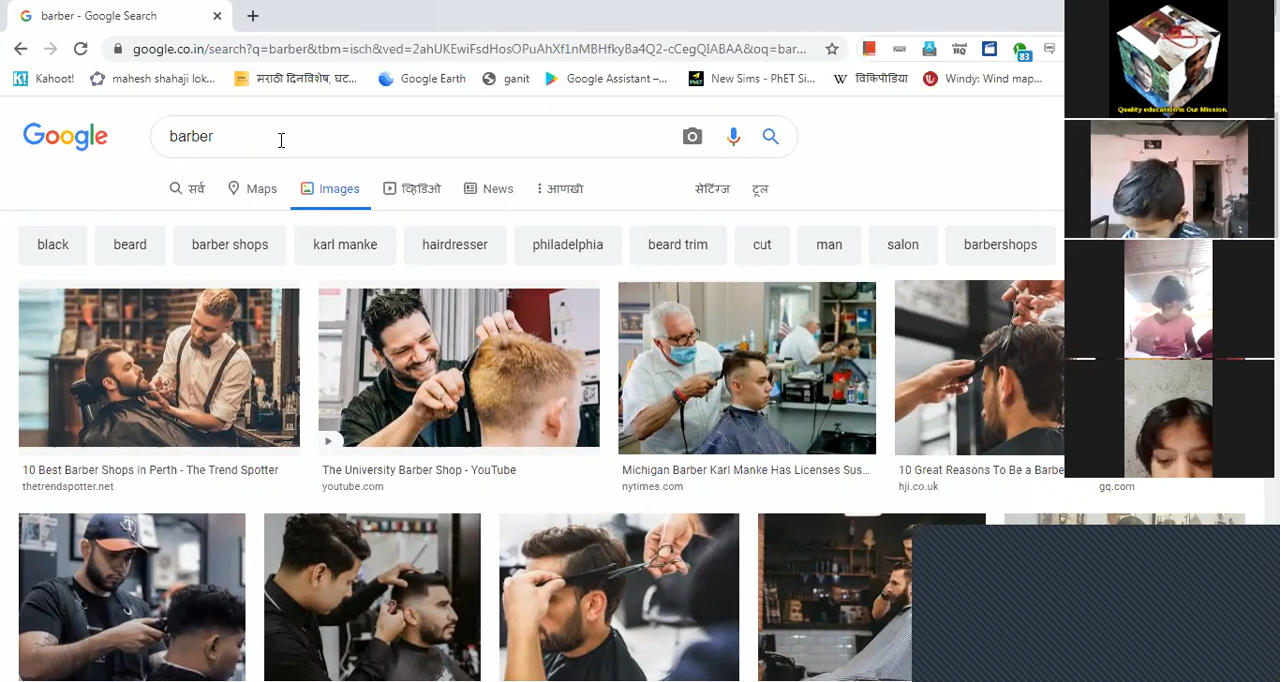 barber - Google Search
google.co.in/search?q=barber&tbm=isch&ved=2ahUKEwiFsdHosOPuAhXf1nMBHfkyBa4Q2-cCegQIABAA&oq=bar...
cloud HQ
83
Kahoot!
mahesh shahaji lok...
मराठी दिनविशेष, घट...
Google Earth
ganit
Google Assistant –...
New Sims - PhET Si...
विकिपीडिया
Windy: Wind map...
Quality education is Our Mission.
Google
barber
सर्व
Maps
Images
व्हिडिओ
News
आणखी
सेटिंग्ज
टूल
black
beard
barber shops
karl manke
hairdresser
philadelphia
beard trim
cut
man
salon
barbershops
10 Best Barber Shops in Perth - The Trend Spotter
thetrendspotter.net
The University Barber Shop - YouTube
youtube.com
Michigan Barber Karl Manke Has Licenses Sus...
nytimes.com
10 Great Reasons To Be a Barbe
hji.co.uk
gq.com